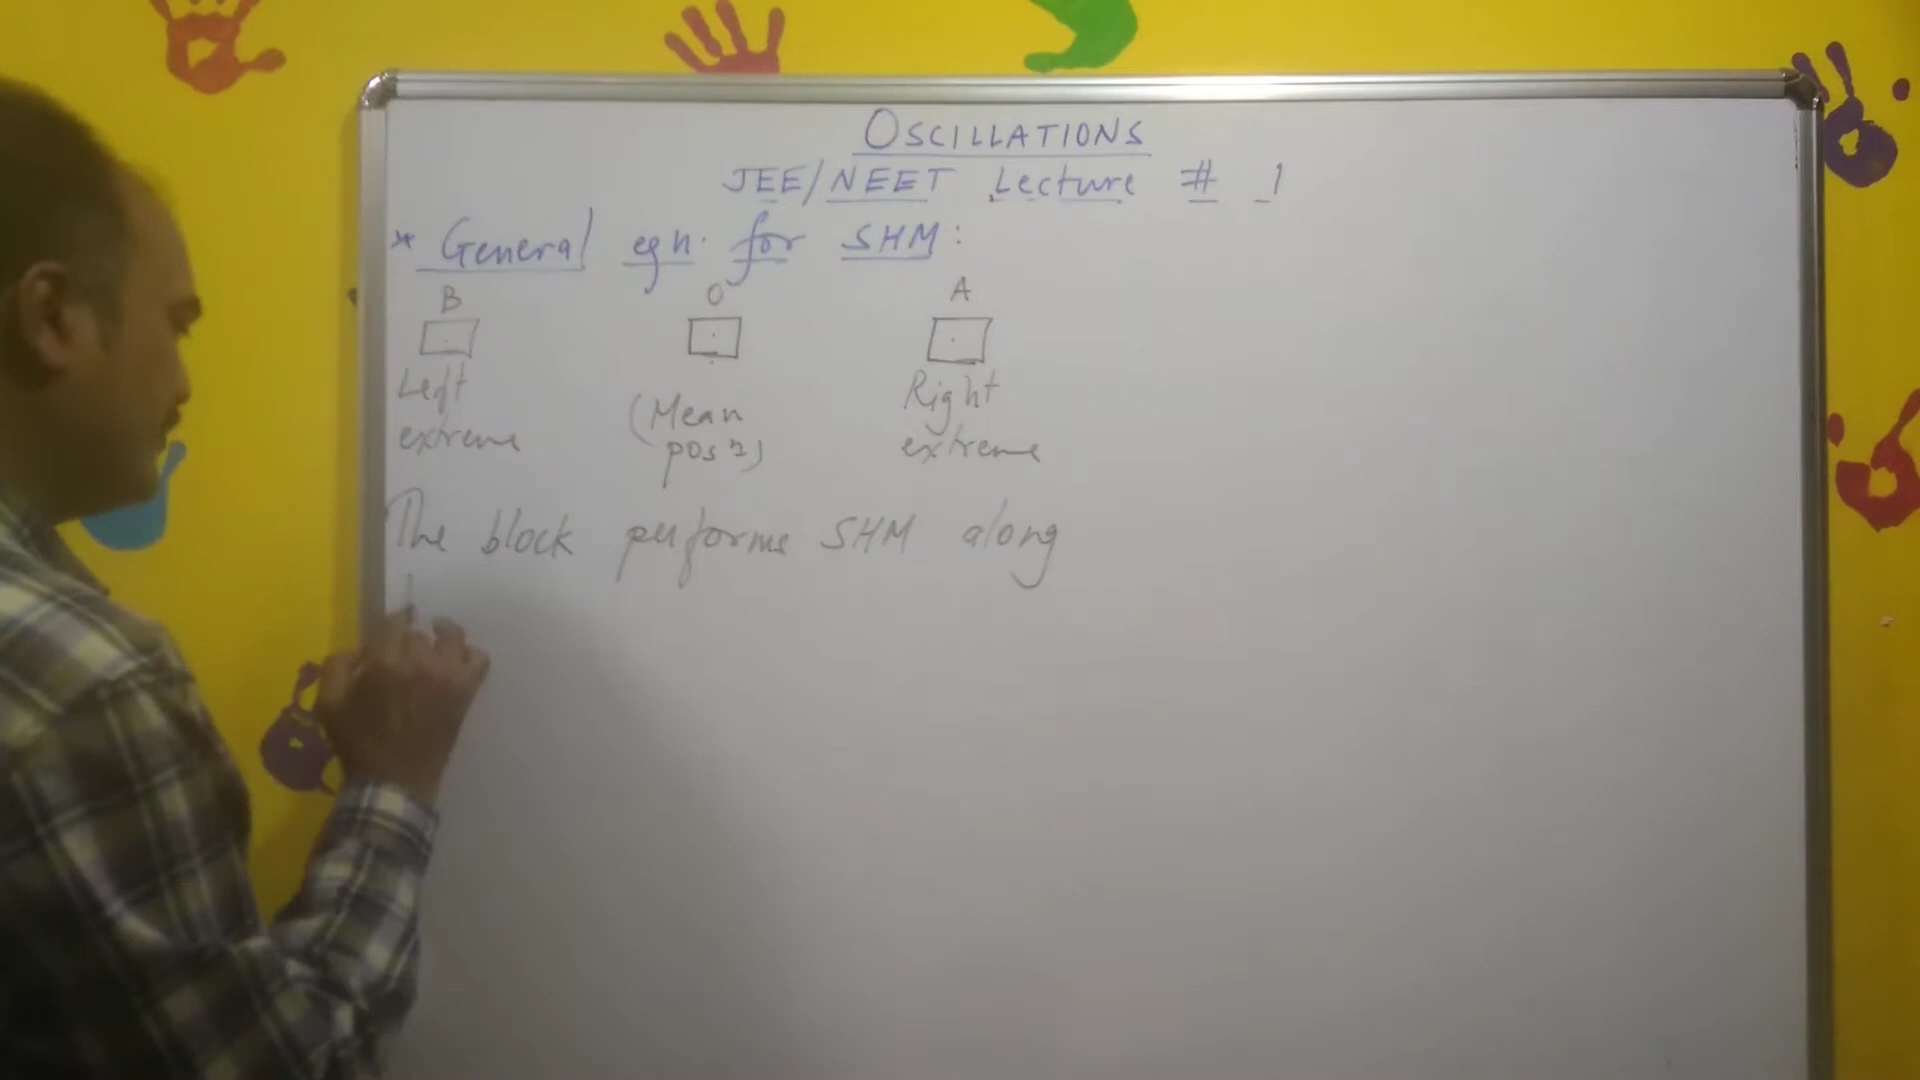 OSCILLATIONS
JEE/NEET Lecture # 1
* General eqn. for SHM:
B O A
Left extreme
(Mean posn)
Right extreme
The block performs SHM along